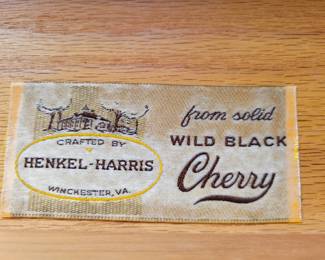 CRAFTED BY
HENKEL-HARRIS
WINCHESTER, VA.
from solid
WILD BLACK
Cherry